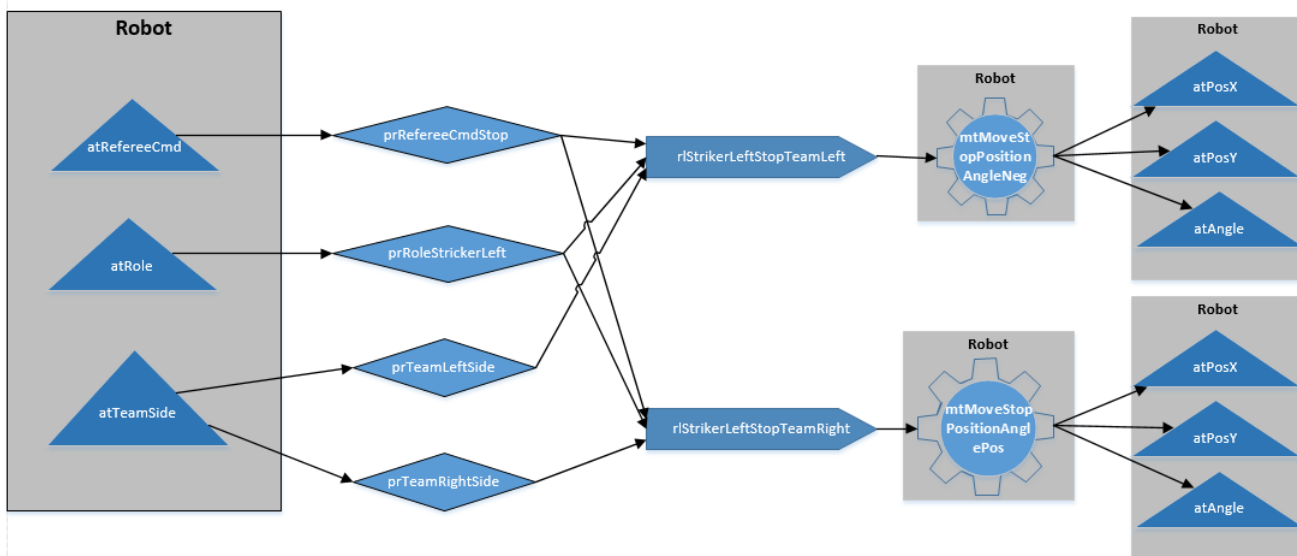 Robot
atRefereeCmd
atRole
atTeamSide
prRefereeCmdStop
prRoleStrickerLeft
prTeamLeftSide
prTeamRightSide
rlStrikerLeftStopTeamLeft
rlStrikerLeftStopTeamRight
Robot
mtMoveSt
opPosition
AngleNeg
Robot
mtMoveStop
PositionAngl
ePos
Robot
atPosX
atPosY
atAngle
Robot
atPosX
atPosY
atAngle